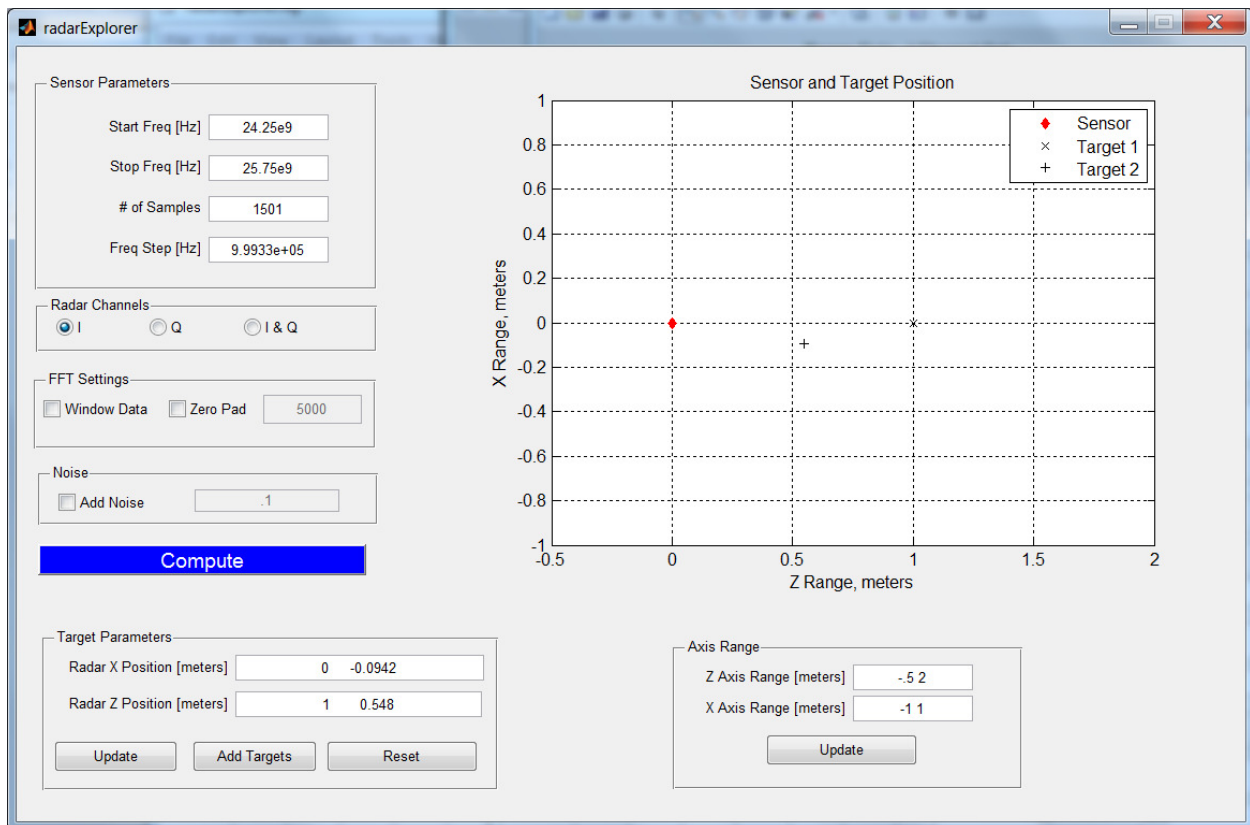 radarExplorer
Sensor Parameters
Start Freq [Hz] 24.25e9
Stop Freq [Hz] 25.75e9
# of Samples 1501
Freq Step [Hz] 9.9933e+05
Radar Channels
I Q I & Q
FFT Settings
Window Data Zero Pad 5000
Noise
Add Noise .1
Compute
Sensor and Target Position
1
0.8
0.6
0.4
0.2
0
-0.2
-0.4
-0.6
-0.8
-1
X Range, meters
Sensor
Target 1
Target 2
-0.5 0 0.5 1 1.5 2
Z Range, meters
Target Parameters
Radar X Position [meters] 0 -0.0942
Radar Z Position [meters] 1 0.548
Update Add Targets Reset
Axis Range
Z Axis Range [meters] -.5 2
X Axis Range [meters] -1 1
Update